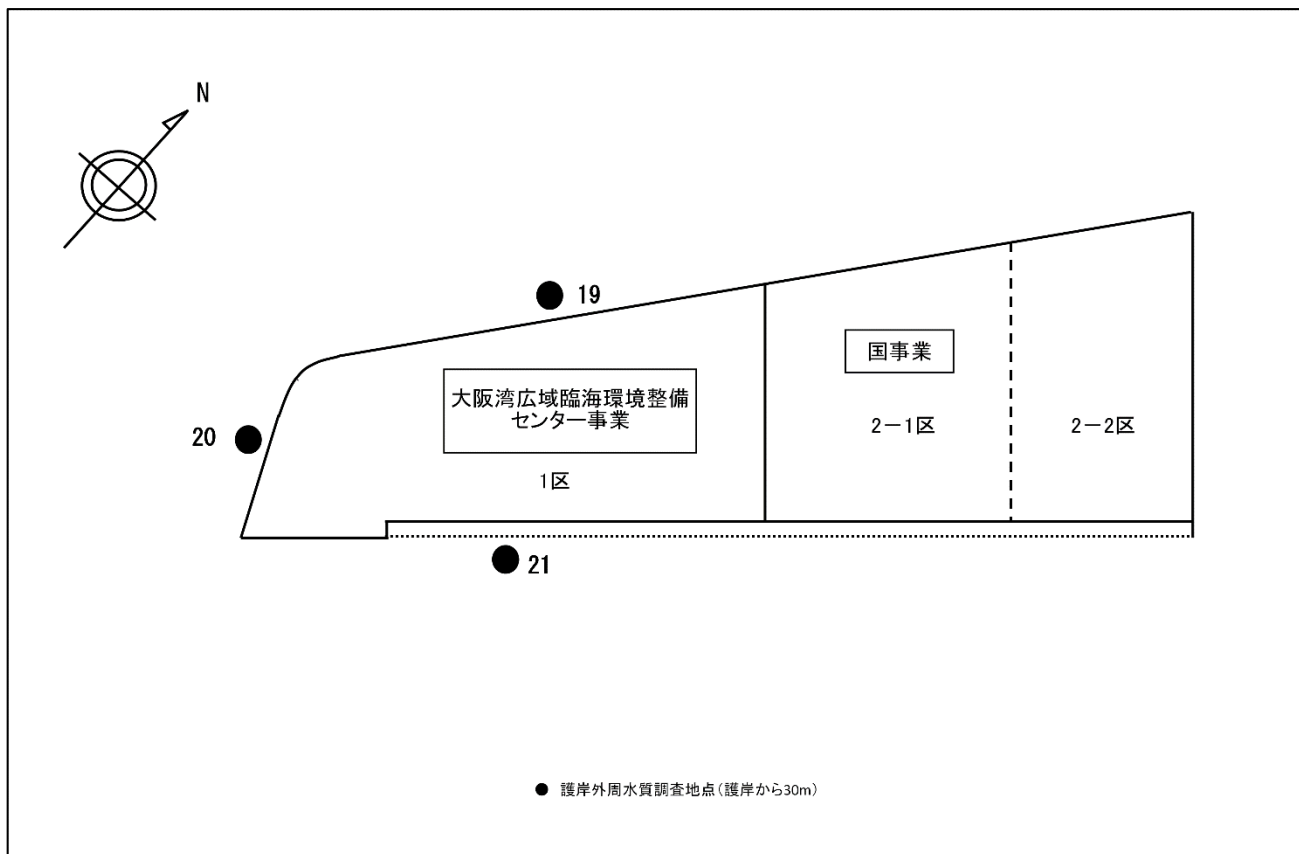 N
19
国事業
大阪湾広域臨海環境整備
センター事業
20
2－1区
2－2区
1区
21
● 護岸外周水質調査地点(護岸から30m)